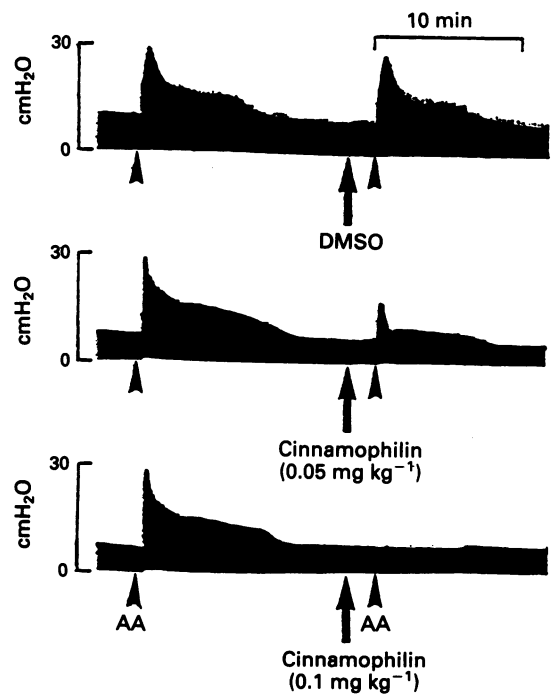 10 min
30
cmH₂O
0
DMSO
30
cmH₂O
0
Cinnamophilin
(0.05 mg kg⁻¹)
30
cmH₂O
0
AA
AA
Cinnamophilin
(0.1 mg kg⁻¹)